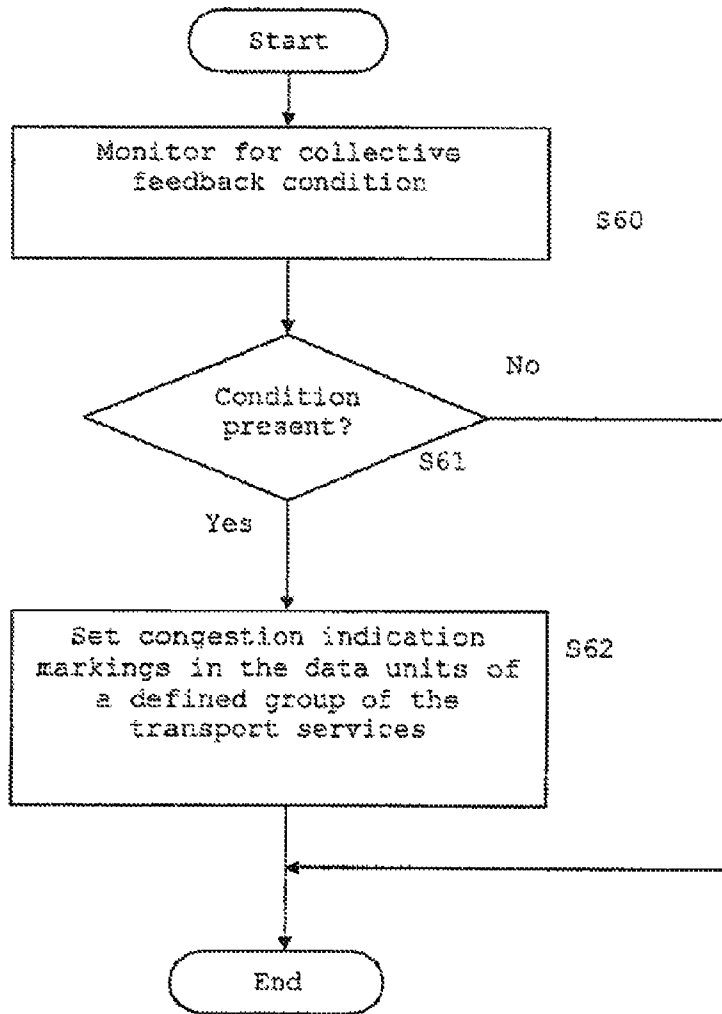 Start
Monitor for collective
feedback condition
S60
No
Condition
present?
S61
Yes
Set congestion indication
markings in the data units of
a defined group of the
transport services
S62
End